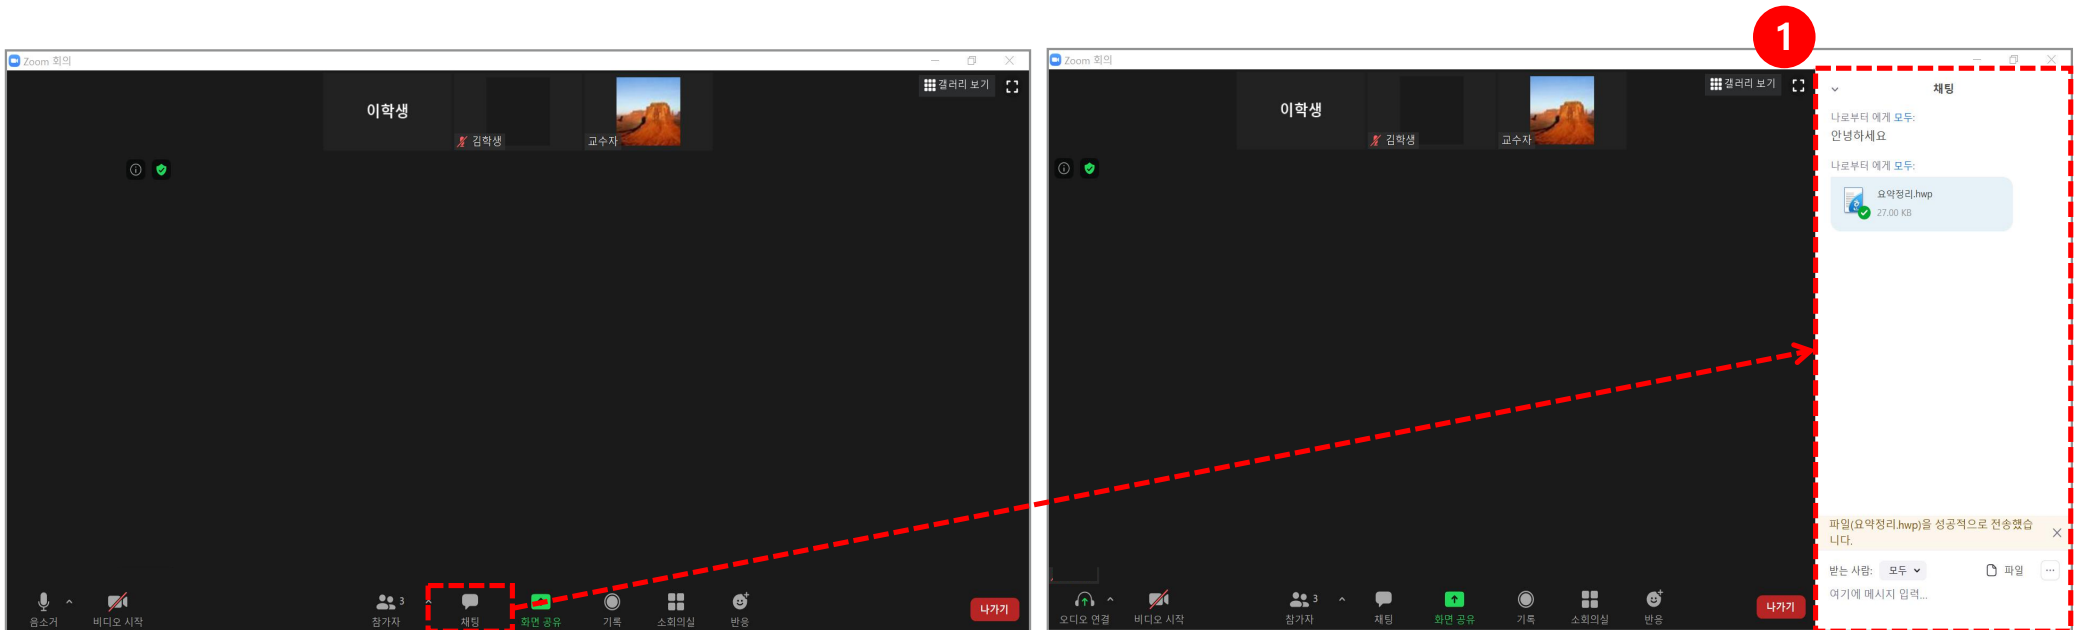 Zoom 회의
갤러리 보기
이학생
김학생
교수자
음소거
비디오 시작
참가자
3
채팅
화면 공유
기록
소회의실
반응
나가기
1
Zoom 회의
갤러리 보기
이학생
김학생
교수자
오디오 연결
비디오 시작
참가자
3
채팅
화면 공유
기록
소회의실
반응
나가기
채팅
나로부터 에게 모두:
안녕하세요
나로부터 에게 모두:
요약정리.hwp
27.00 KB
파일(요약정리.hwp)을 성공적으로 전송했습
니다.
받는 사람: 모두
파일
여기에 메시지 입력...